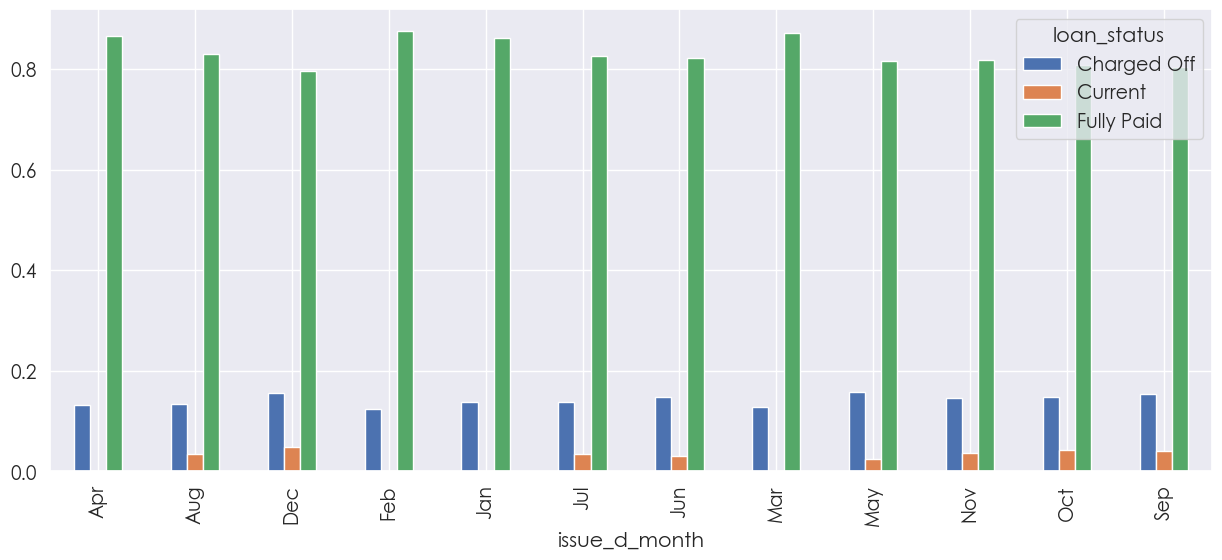 loan_status
Charged Off
Current
Fully Paid
0.8
0.6
0.4
0.2
0.0
Apr
Aug
Dec
Feb
Jan
Jul
Jun
Mar
May
Nov
Oct
Sep
issue_d_month